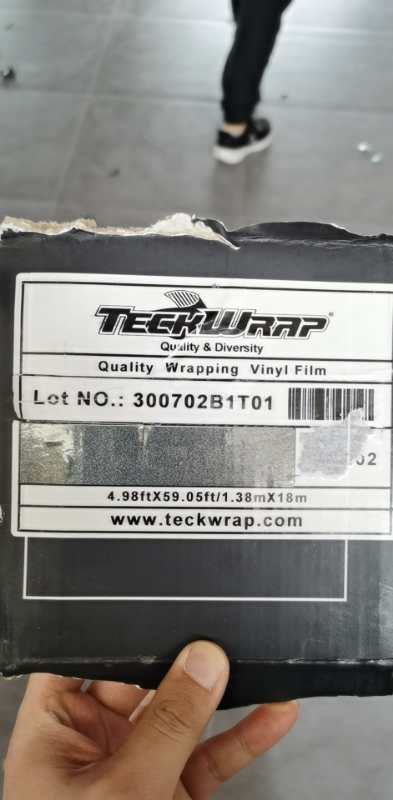 TECKWRAP®
Quality & Diversity
Quality Wrapping Vinyl Film
Lot NO.: 300702B1T01
02
4.98ftX59.05ft/1.38mX18m
www.teckwrap.com